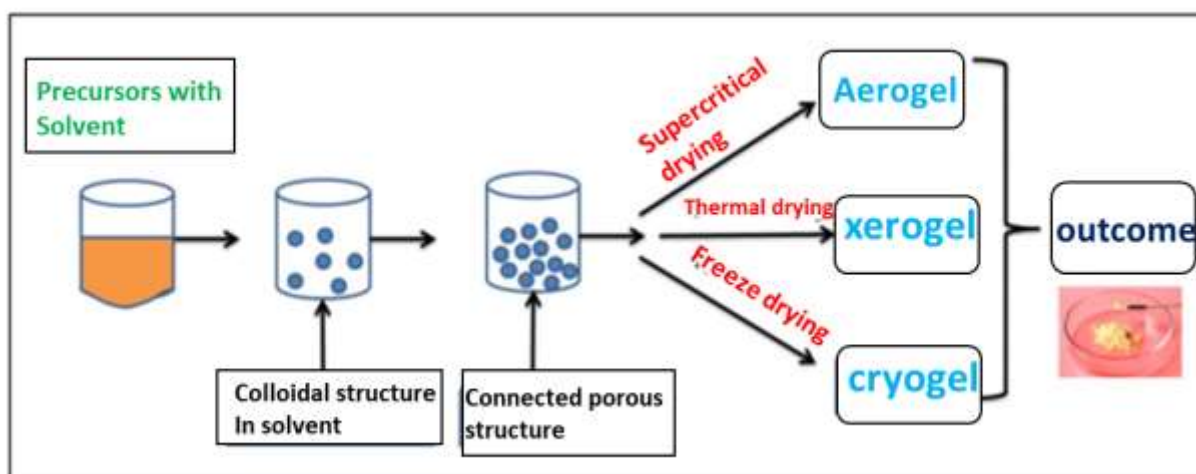 Precursors with
Solvent
Colloidal structure
In solvent
Connected porous
structure
Supercritical
drying
Thermal drying
Freeze drying
Aerogel
xerogel
cryogel
outcome